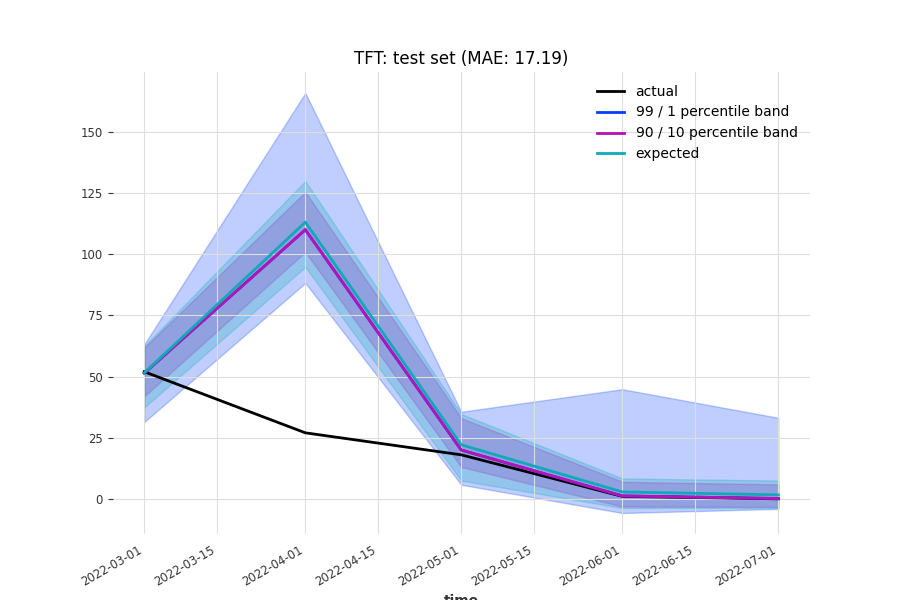 TFT: test set (MAE: 17.19)
actual
99 / 1 percentile band
90 / 10 percentile band
expected
150
125
100
75
50
25
0
2022-03-01
2022-03-15
2022-04-01
2022-04-15
2022-05-01
2022-05-15
2022-06-01
2022-06-15
2022-07-01
time